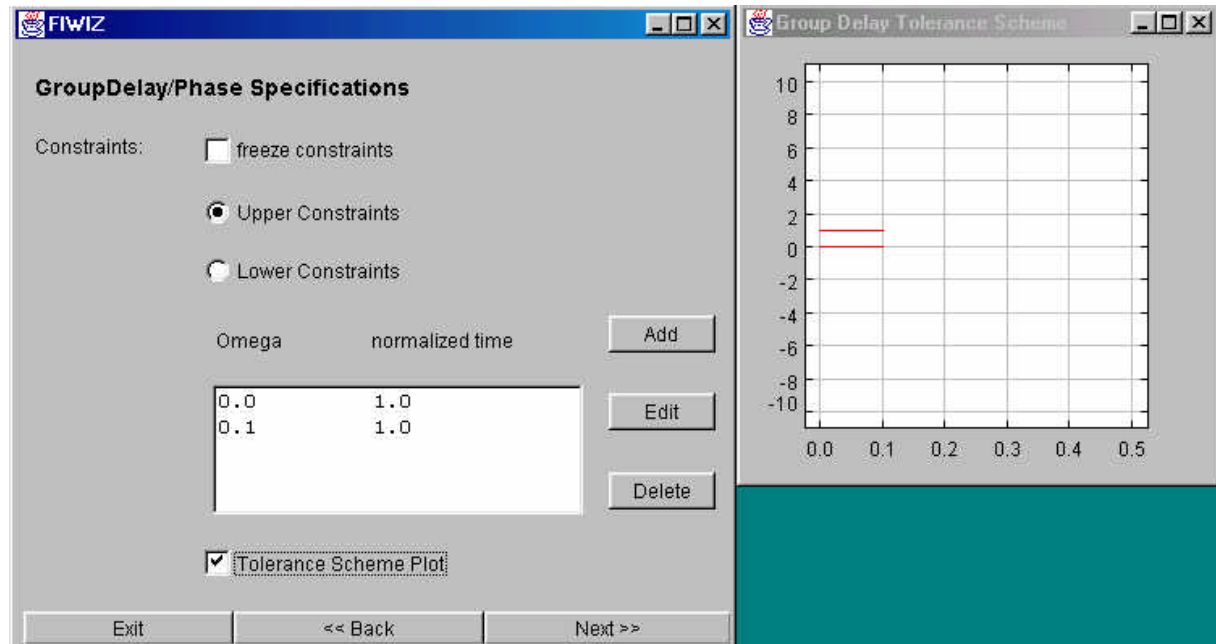 FIWIZ
GroupDelay/Phase Specifications
Constraints:
freeze constraints
Upper Constraints
Lower Constraints
Omega normalized time
0.0 1.0
0.1 1.0
Add
Edit
Delete
Tolerance Scheme Plot
Exit << Back Next >>
Group Delay Tolerance Scheme
10
8
6
4
2
0
-2
-4
-6
-8
-10
0.0 0.1 0.2 0.3 0.4 0.5